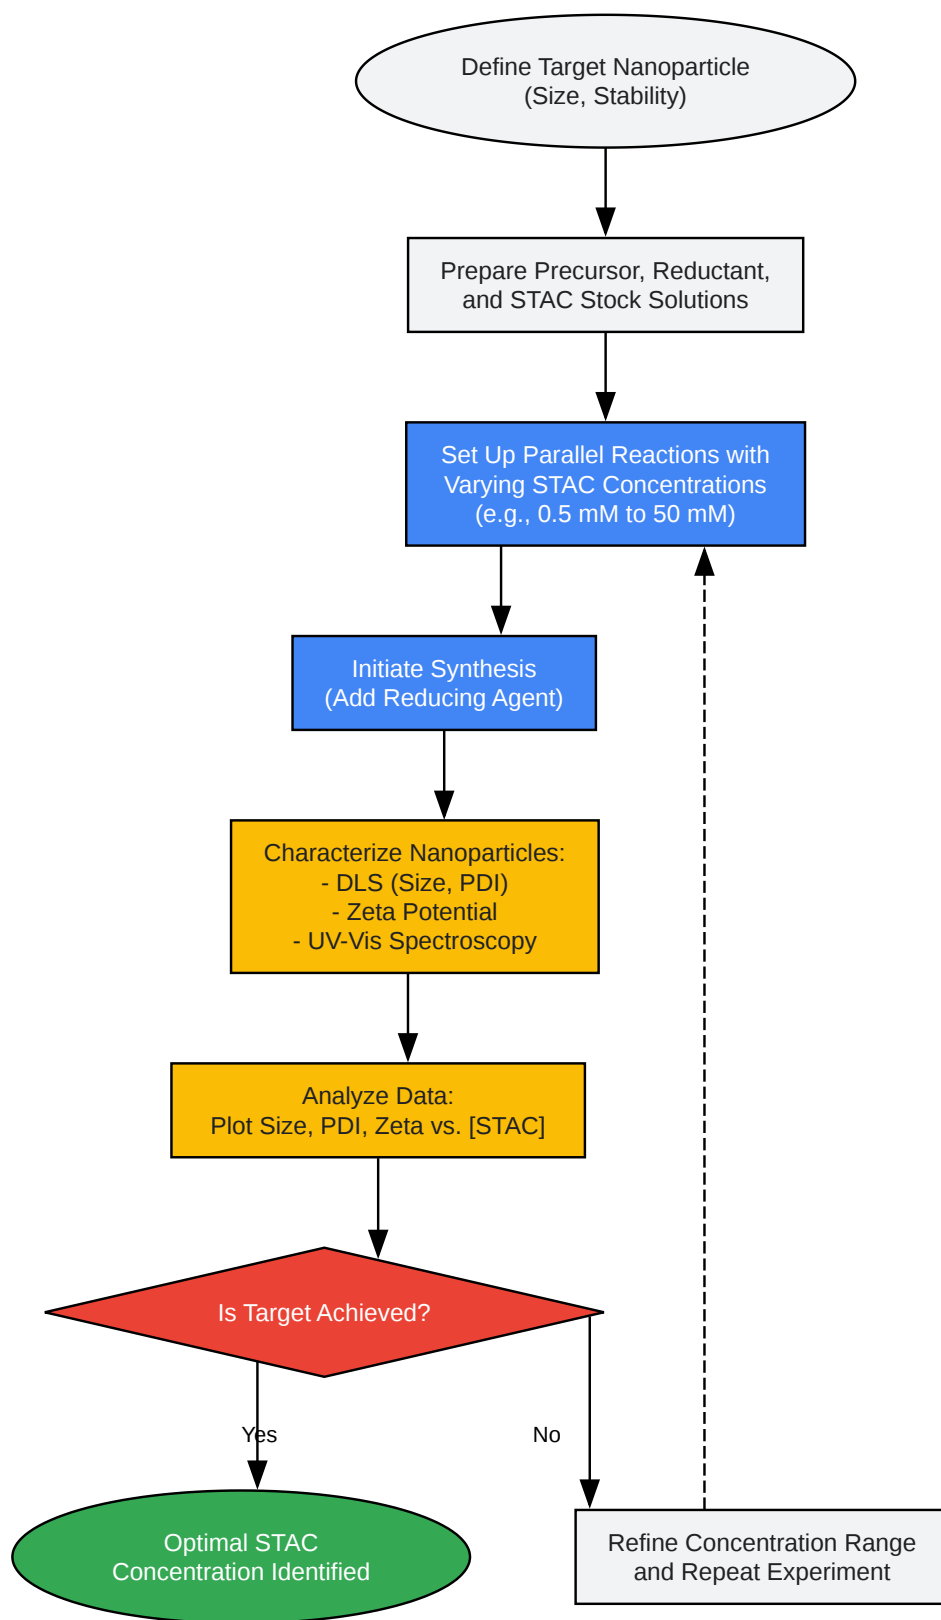 Define Target Nanoparticle
(Size, Stability)
Prepare Precursor, Reductant,
and STAC Stock Solutions
Set Up Parallel Reactions with
Varying STAC Concentrations
(e.g., 0.5 mM to 50 mM)
Initiate Synthesis
(Add Reducing Agent)
Characterize Nanoparticles:
- DLS (Size, PDI)
- Zeta Potential
- UV-Vis Spectroscopy
Analyze Data:
Plot Size, PDI, Zeta vs. [STAC]
Is Target Achieved?
Yes
No
Optimal STAC
Concentration Identified
Refine Concentration Range
and Repeat Experiment